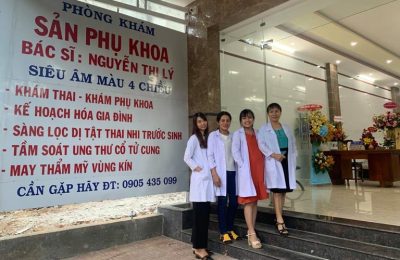 PHÒNG KHÁM
SẢN PHỤ KHOA
BÁC SĨ: NGUYỄN THỊ LÝ
SIÊU ÂM MÀU 4 CHIỀU
- KHÁM THAI - KHÁM PHỤ KHOA
- KẾ HOẠCH HÓA GIA ĐÌNH
- SÀNG LỌC DỊ TẬT THAI NHI TRƯỚC SINH
- TẦM SOÁT UNG THƯ CỔ TỬ CUNG
- MAY THẨM MỸ VÙNG KÍN
CẦN GẶP HÃY ĐT: 0905 435 099